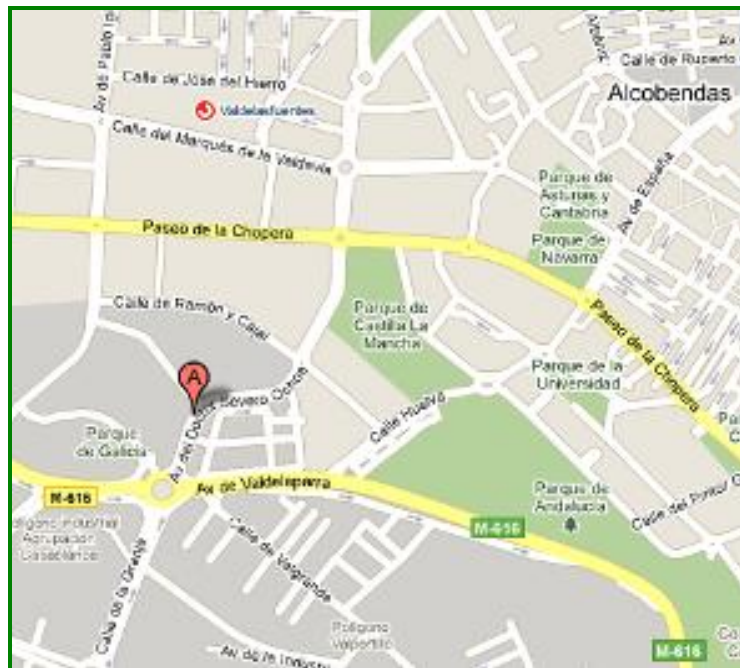 Av de Pablo
Calle de José del Hierro
Valdelasfuentes
Calle del Marqués de la Valdavia
Calle de Ruperto
Av
Alcobendas
Parque de
Asturias y
Cantabria
Parque de
Navarra
Av de España
Paseo de la Chopera
Calle de Ramón y Cajal
Parque de
Castilla La
Mancha
Paseo de la Chopera
Parque de la
Universidad
A
Av del Doctor Severo Ochoa
Calle Huelva
Parque
de Galicia
Av de Valdelaparra
M-616
M-616
Parque de
Andalucía
Calle del Pintor
Polígono Industrial
Agrupación
Casablanca
Calle de la Granja
Calle de Valgrande
Polígono
Valportillo
Av de la Industria
M-616